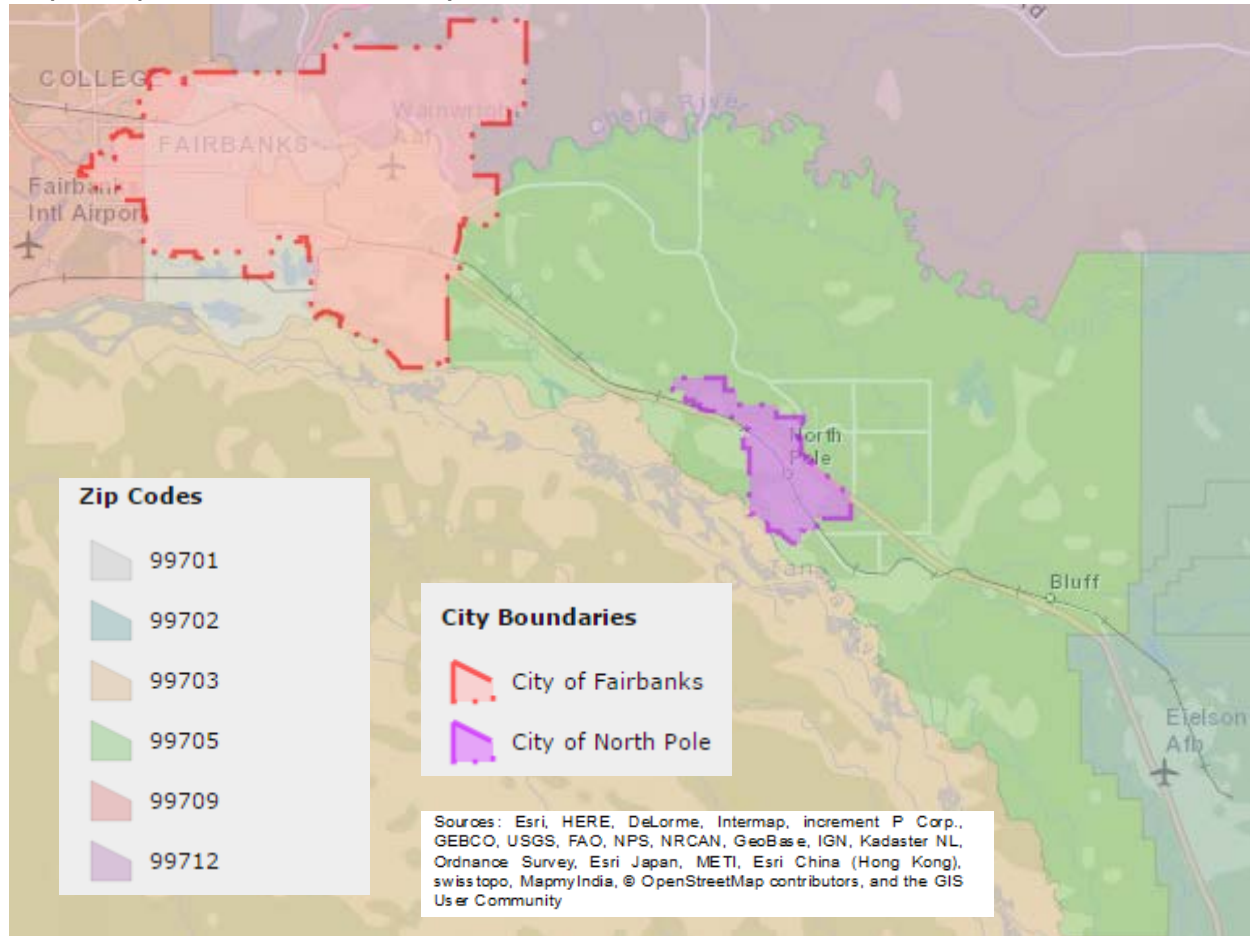 COLLEGE
Chena River
Wainwright
Aaf
FAIRBANKS
Fairbanks
Intl Airport
North
Pole
Bluff
Eielson
Afb
Zip Codes
99701
99702
99703
99705
99709
99712
City Boundaries
City of Fairbanks
City of North Pole
Sources: Esri, HERE, DeLorme, Intermap, increment P Corp.,
GEBCO, USGS, FAO, NPS, NRCAN, GeoBase, IGN, Kadaster NL,
Ordnance Survey, Esri Japan, METI, Esri China (Hong Kong),
swisstopo, MapmyIndia, © OpenStreetMap contributors, and the GIS
User Community